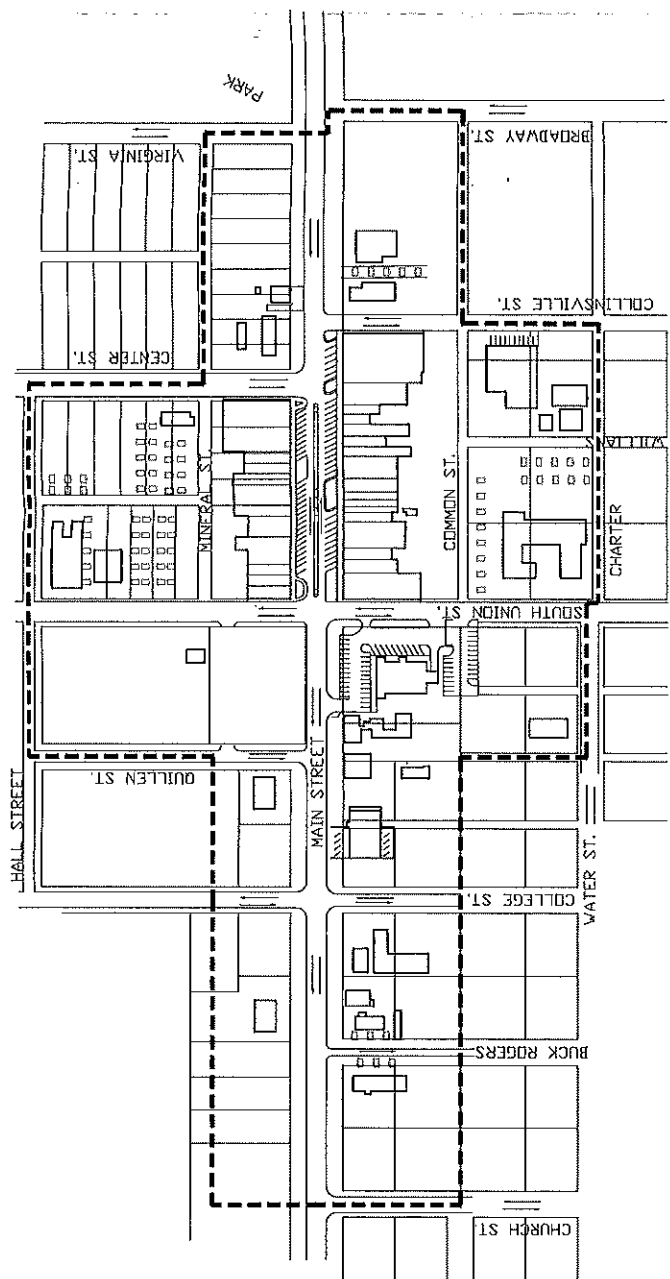 PARK
VIRGINIA ST.
BROADWAY ST.
COLLINSVILLE ST.
CENTER ST.
WILLIAMS
MINERAL ST.
COMMON ST.
CHARTER
SOUTH UNION ST.
HALL STREET
QUILLEN ST.
MAIN STREET
WATER ST.
COLLEGE ST.
BUCK ROGERS
CHURCH ST.